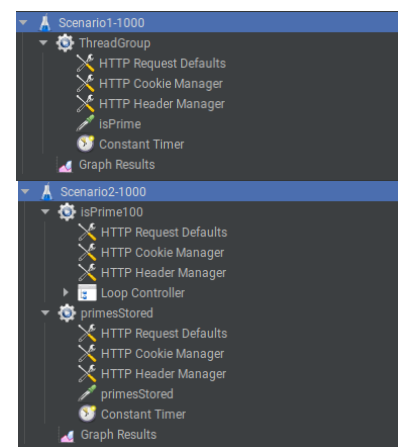 Scenario1-1000
ThreadGroup
HTTP Request Defaults
HTTP Cookie Manager
HTTP Header Manager
isPrime
Constant Timer
Graph Results
Scenario2-1000
isPrime100
HTTP Request Defaults
HTTP Cookie Manager
HTTP Header Manager
Loop Controller
primesStored
HTTP Request Defaults
HTTP Cookie Manager
HTTP Header Manager
primesStored
Constant Timer
Graph Results